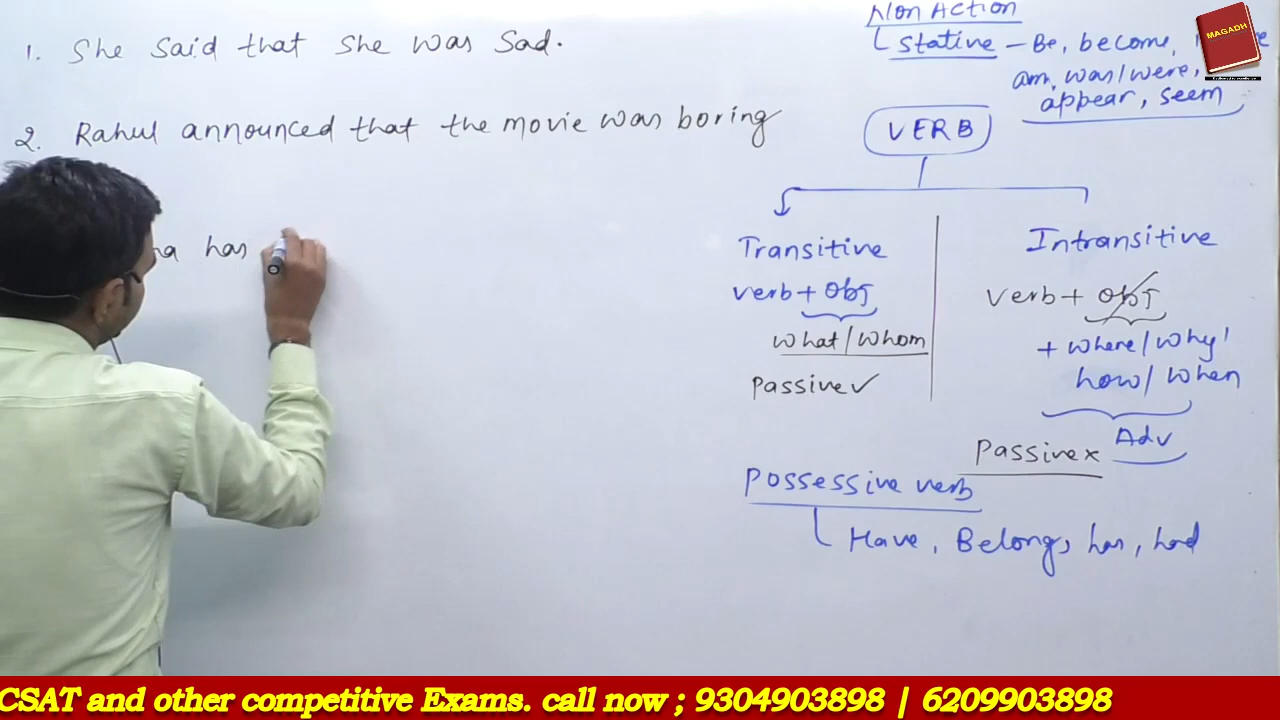 1. She said that she was sad.
2. Rahul announced that the movie was boring
has
Non Action
Stative – Be, become,
am, was/were,
appear, seem
VERB
Transitive
verb + Obj
what/whom
Passive ✓
Intransitive
Verb + Obj
+ where/why/
how/when
Adv
Passive x
Possessive verb
Have, Belong, has, had
MAGADH
CSAT and other competitive Exams. call now ; 9304903898 | 6209903898